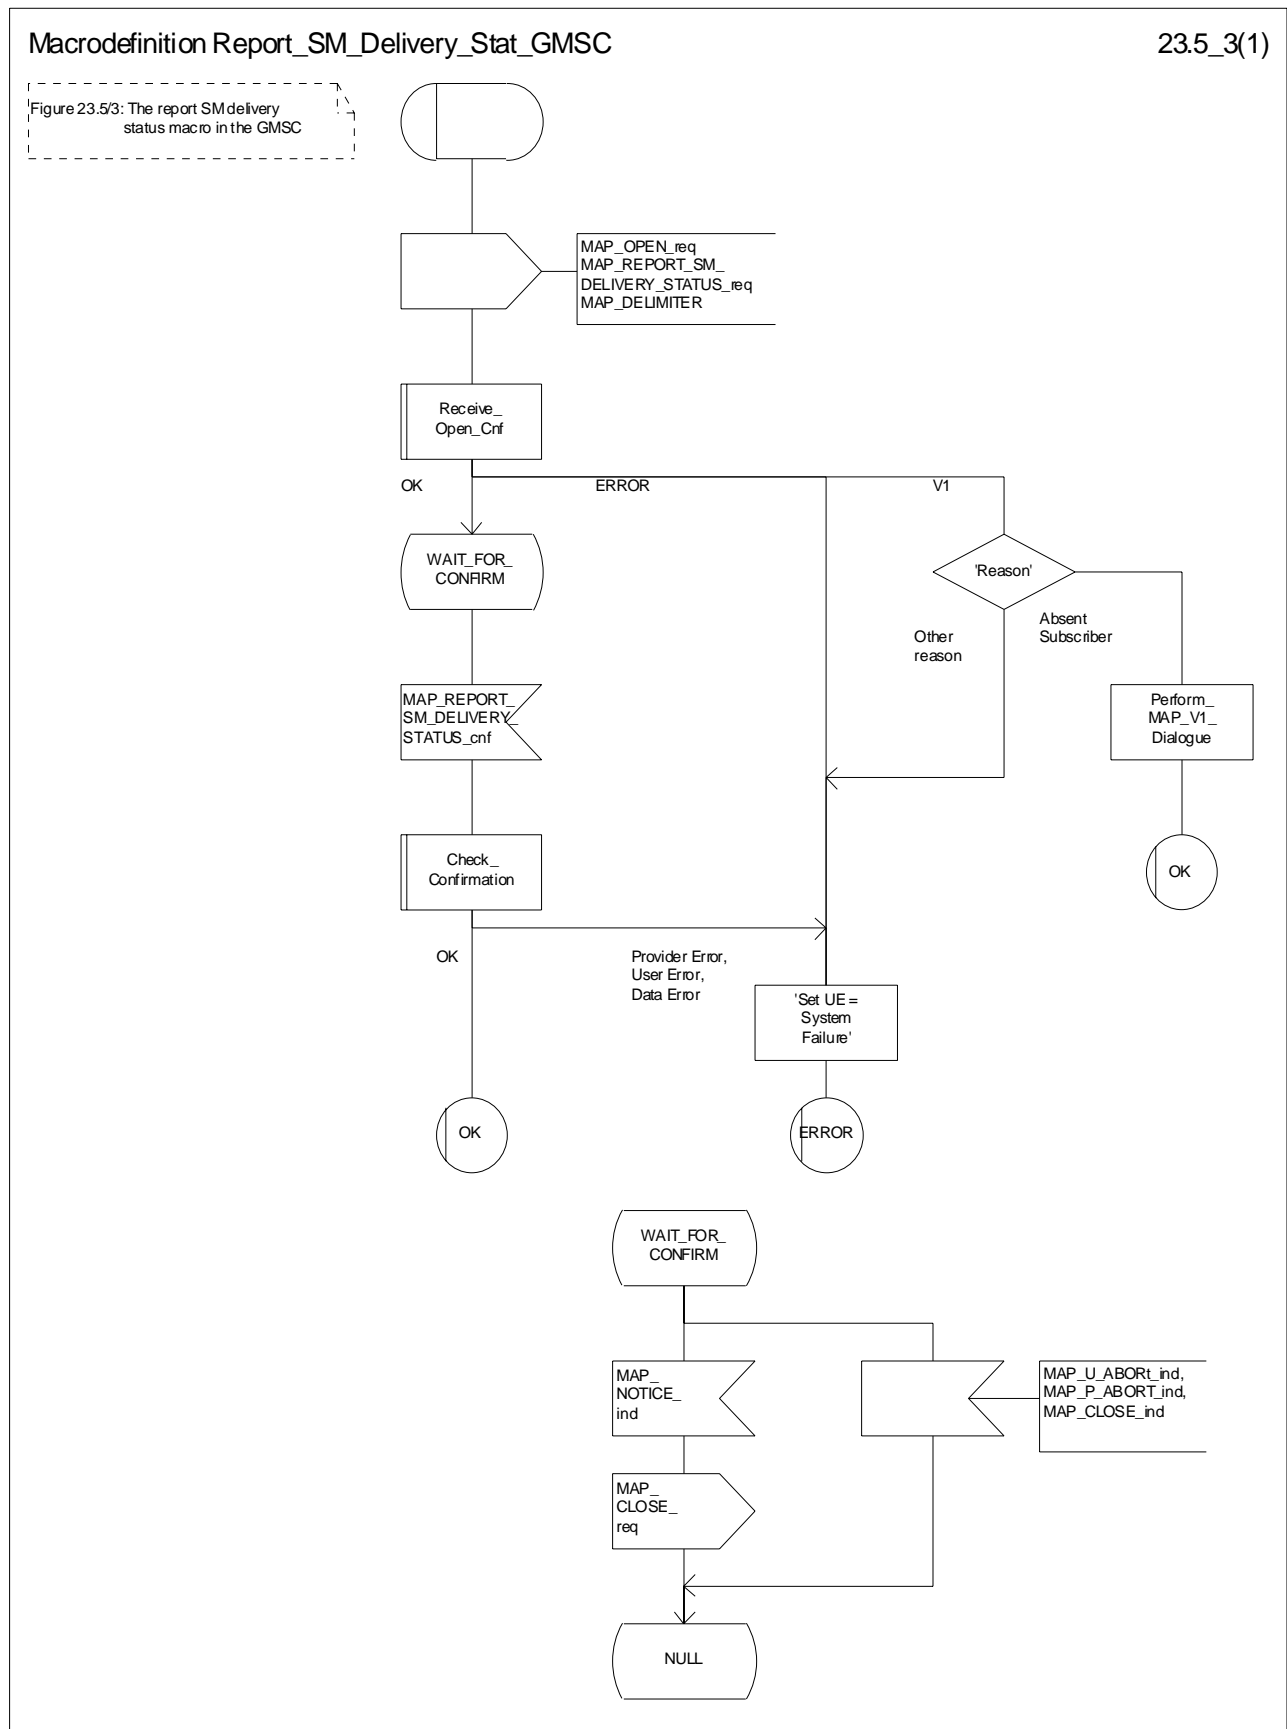 Macrodefinition Report_SM_Delivery_Stat_GMSC
23.5_3(1)
Figure 23.5/3: The report SM delivery
status macro in the GMSC
MAP_OPEN_req
MAP_REPORT_SM_
DELIVERY_STATUS_req
MAP_DELIMITER
Receive_
Open_Cnf
OK
ERROR
V1
WAIT_FOR_
CONFIRM
'Reason'
Other
reason
Absent
Subscriber
MAP_REPORT_
SM_DELIVERY_
STATUS_cnf
Perform_
MAP_V1_
Dialogue
Check_
Confirmation
OK
OK
Provider Error,
User Error,
Data Error
'Set UE =
System
Failure'
OK
ERROR
WAIT_FOR_
CONFIRM
MAP_
NOTICE_
ind
MAP_U_ABORt_ind,
MAP_P_ABORT_ind,
MAP_CLOSE_ind
MAP_
CLOSE_
req
NULL